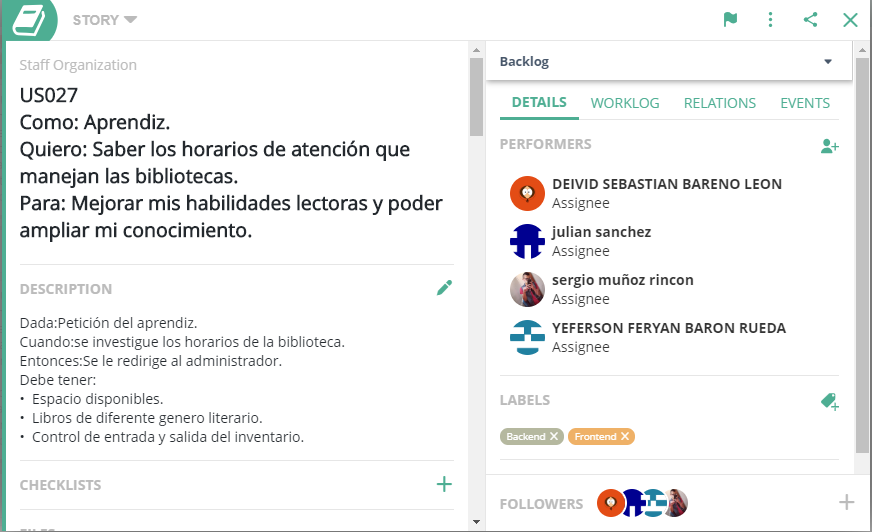 STORY
Staff Organization
US027
Como: Aprendiz.
Quiero: Saber los horarios de atención que
manejan las bibliotecas.
Para: Mejorar mis habilidades lectoras y poder
ampliar mi conocimiento.
DESCRIPTION
Dada:Petición del aprendiz.
Cuando:se investigue los horarios de la biblioteca.
Entonces:Se le redirige al administrador.
Debe tener:
• Espacio disponibles.
• Libros de diferente genero literario.
• Control de entrada y salida del inventario.
CHECKLISTS
Backlog
DETAILS WORKLOG RELATIONS EVENTS
PERFORMERS
DEIVID SEBASTIAN BARENO LEON
Assignee
julian sanchez
Assignee
sergio muñoz rincon
Assignee
YEFERSON FERYAN BARON RUEDA
Assignee
LABELS
Backend Frontend
FOLLOWERS